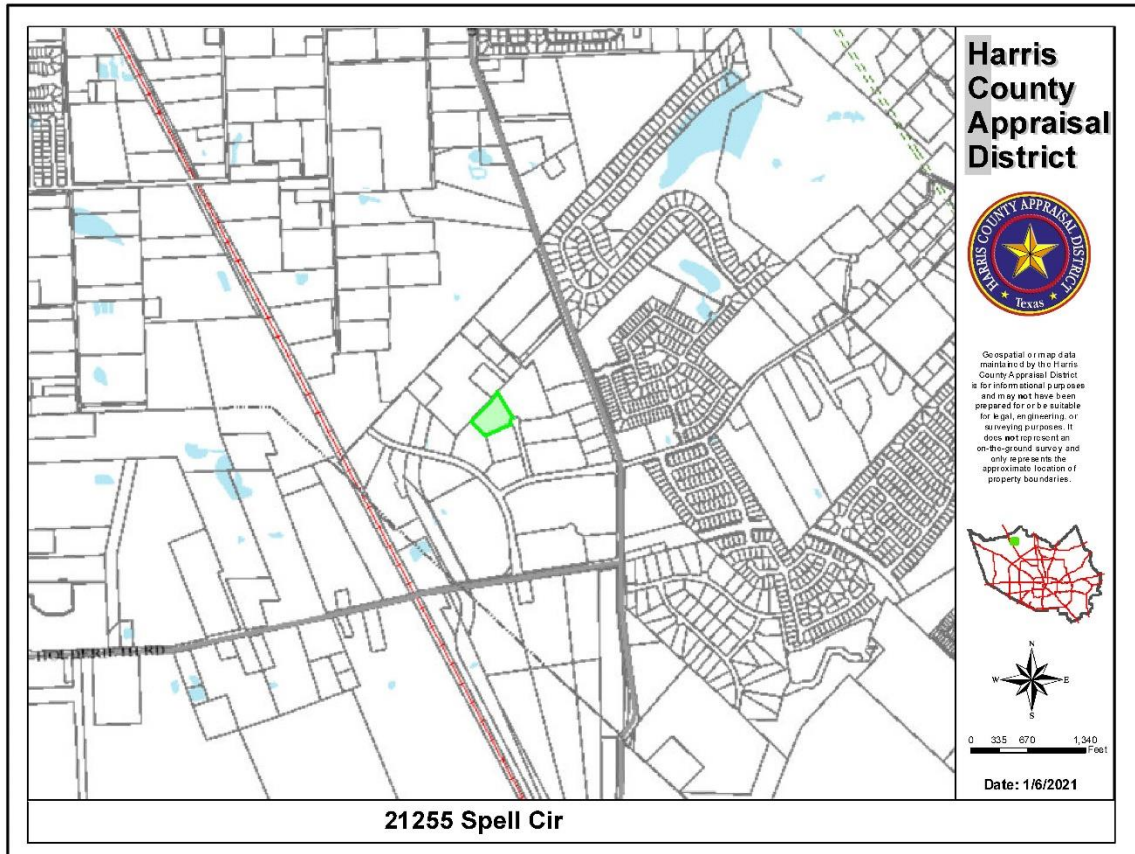 Harris
County
Appraisal
District
HARRIS COUNTY APPRAISAL DISTRICT
Texas
Geospatial or map data
maintained by the Harris
County Appraisal District
is for informational purposes
and may not have been
prepared for or be suitable
for legal, engineering, or
surveying purposes. It
does not represent an
on-the-ground survey and
only represents the
approximate location of
property boundaries.
N
W E
S
0 335 670 1,340
Feet
Date: 1/6/2021
HOLDERIETH RD
21255 Spell Cir